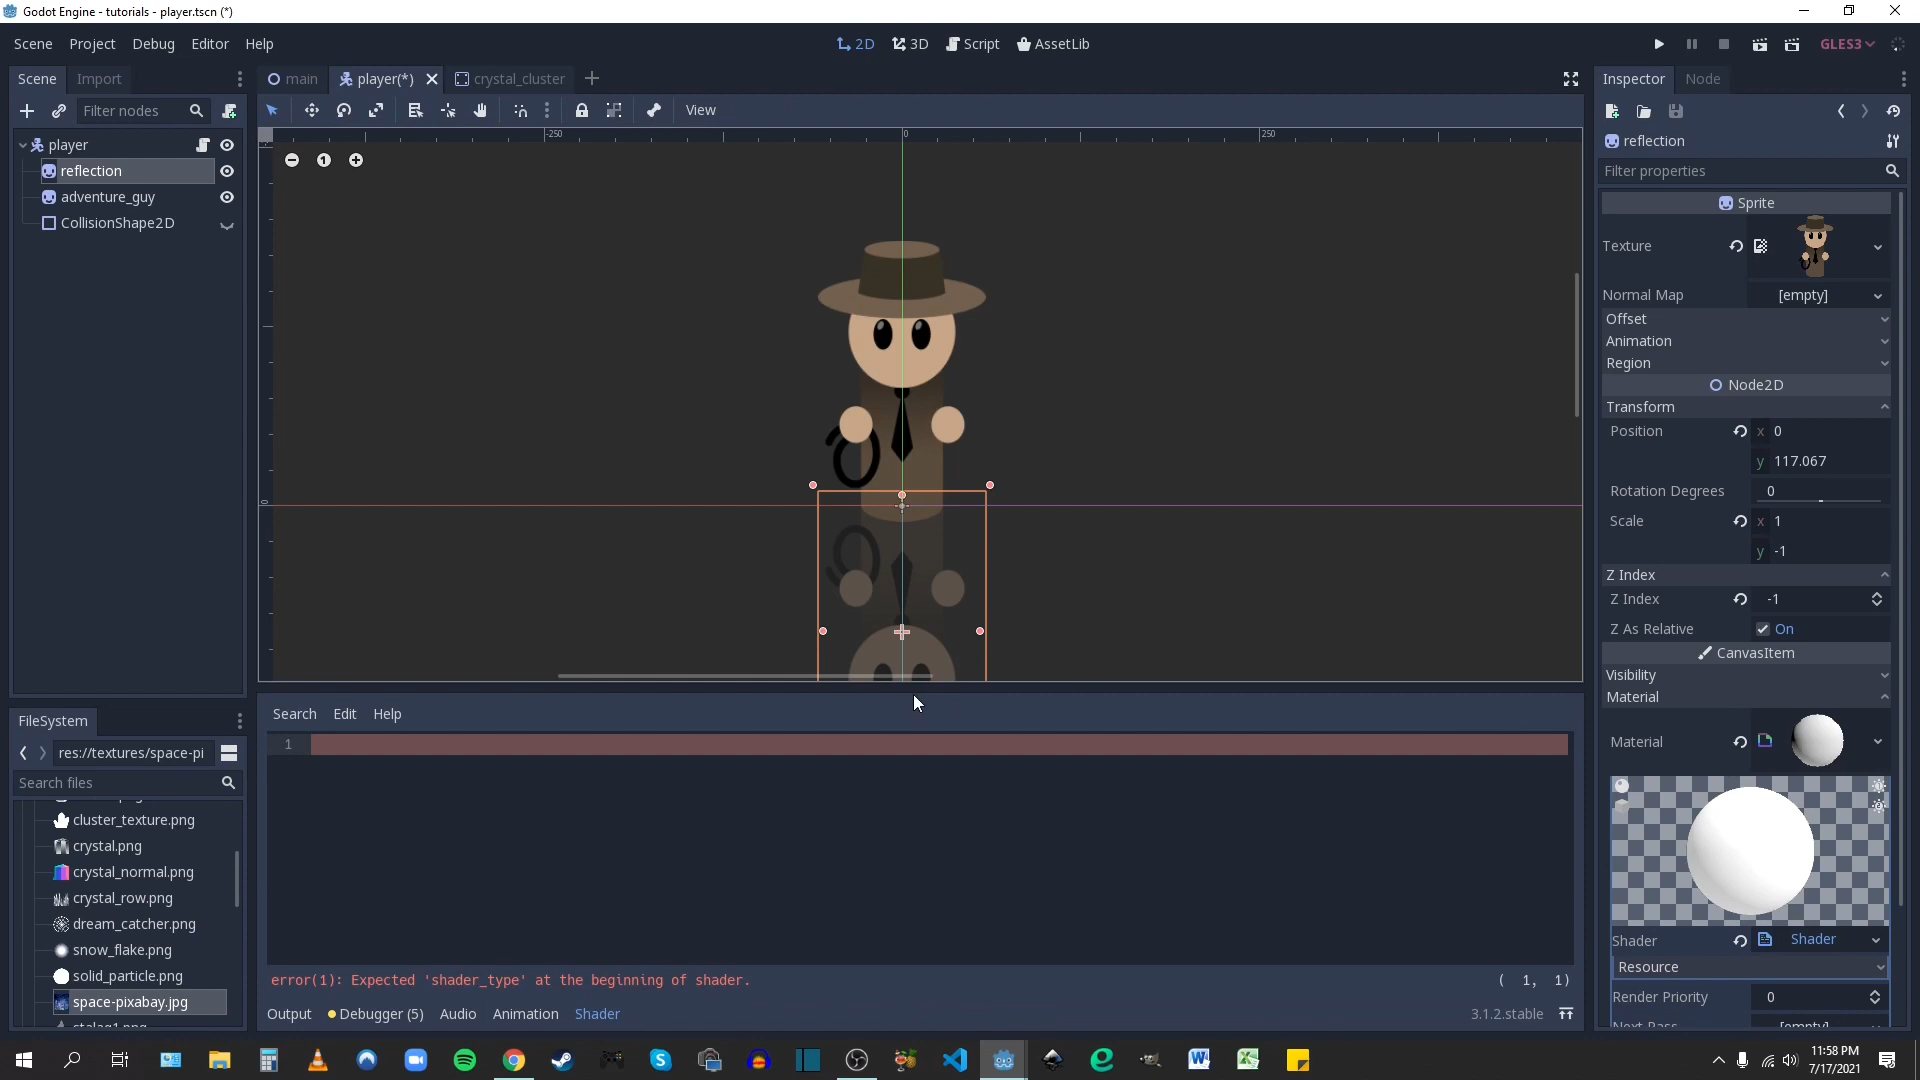 Godot Engine - tutorials - player.tscn (*)
Scene Project Debug Editor Help
2D 3D Script AssetLib
GLES3
Scene Import
main player(*) crystal_cluster
Inspector Node
Filter nodes
View
player
reflection
adventure_guy
CollisionShape2D
-250 0 250
0
reflection
Filter properties
Sprite
Texture
Normal Map [empty]
Offset
Animation
Region
Node2D
Transform
Position x 0
y 117.067
Rotation Degrees 0
Scale x 1
y -1
Z Index
Z Index -1
Z As Relative On
CanvasItem
Visibility
Material
Material
Shader Shader
Resource
Render Priority 0
Next Pass [empty]
FileSystem
res://textures/space-pi
Search files
cluster_texture.png
crystal.png
crystal_normal.png
crystal_row.png
dream_catcher.png
snow_flake.png
solid_particle.png
space-pixabay.jpg
stalag1.png
Search Edit Help
1
error(1): Expected 'shader_type' at the beginning of shader. ( 1, 1)
Output Debugger (5) Audio Animation Shader 3.1.2.stable
11:58 PM
7/17/2021